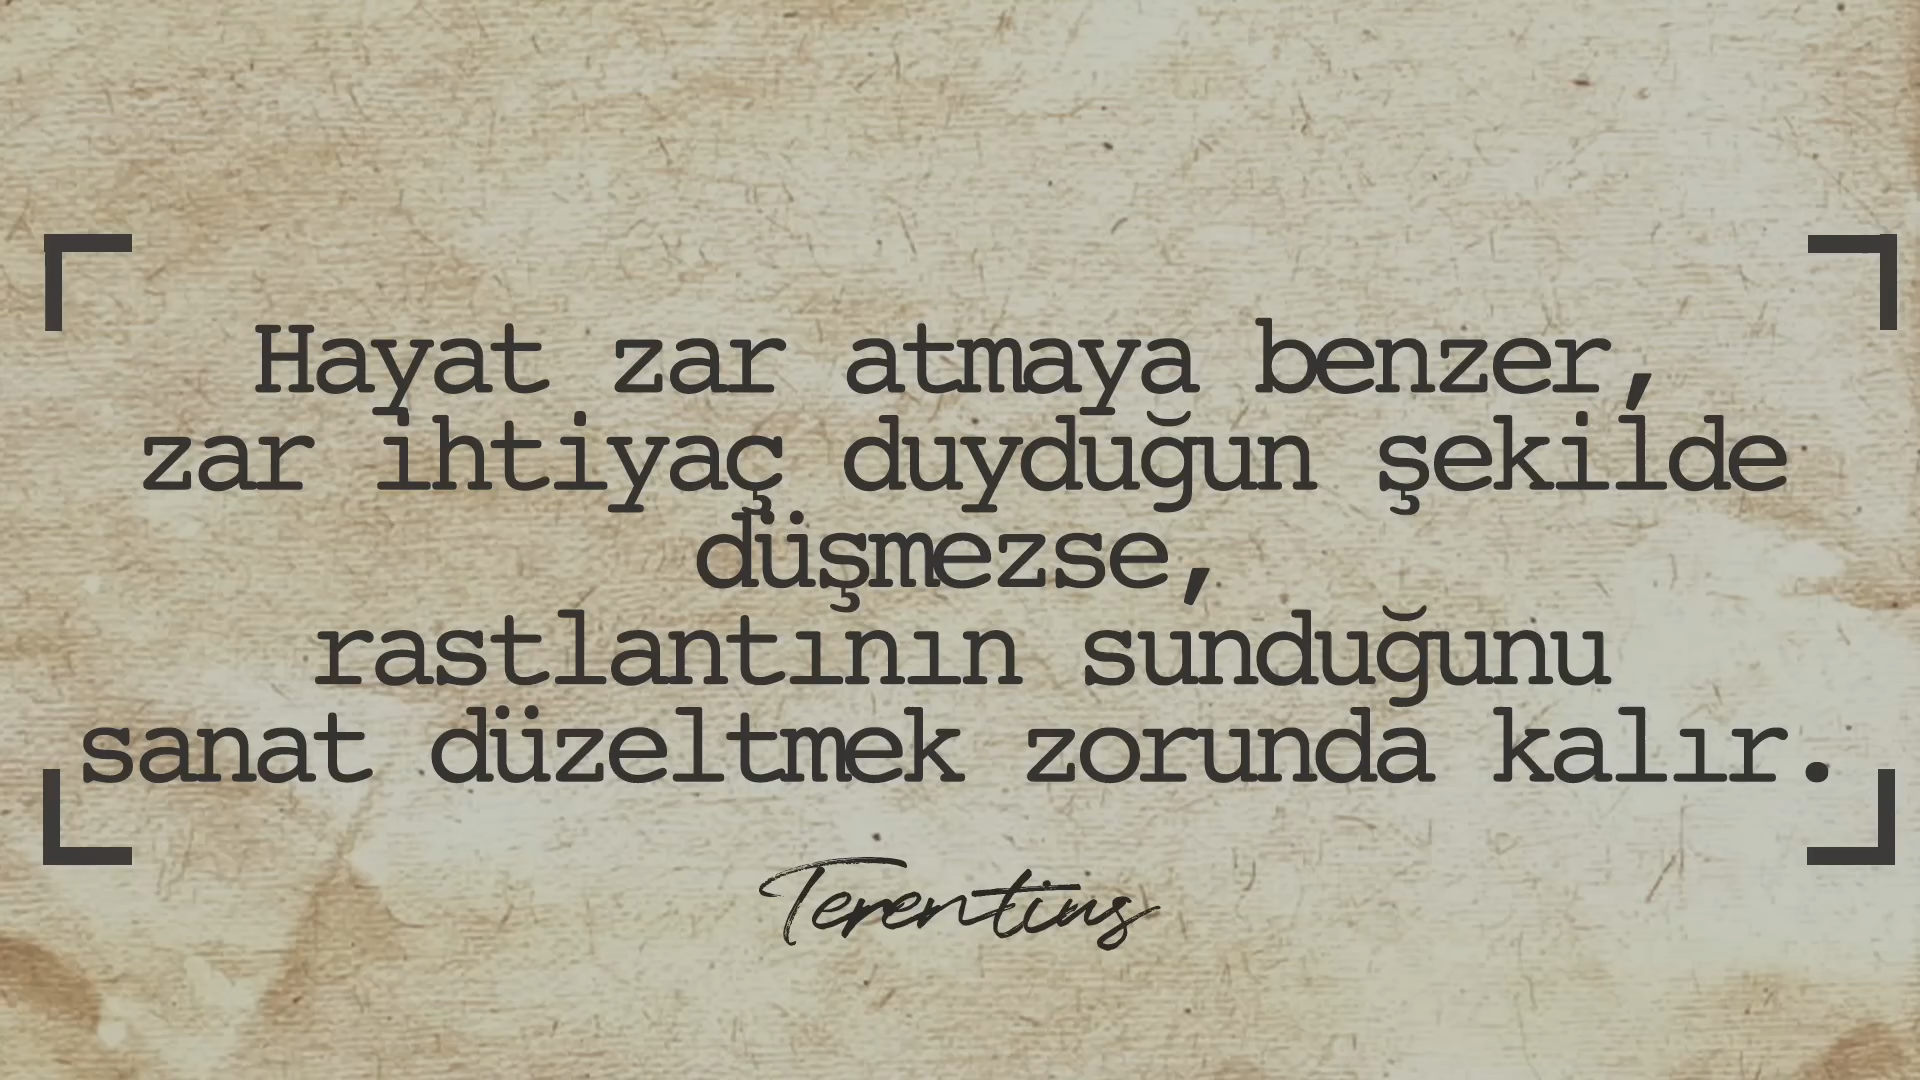 Hayat zar atmaya benzer,
zar ihtiyaç duyduğun şekilde
düşmezse,
rastlantının sunduğunu
sanat düzeltmek zorunda kalır.
Terentius